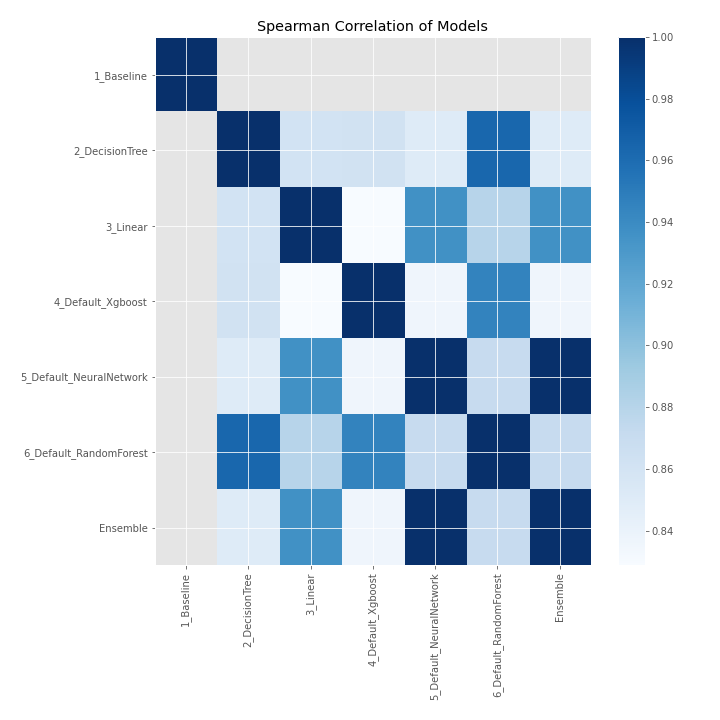 Spearman Correlation of Models
1_Baseline
2_DecisionTree
3_Linear
4_Default_Xgboost
5_Default_NeuralNetwork
6_Default_RandomForest
Ensemble
1_Baseline
2_DecisionTree
3_Linear
4_Default_Xgboost
5_Default_NeuralNetwork
6_Default_RandomForest
Ensemble
1.00
0.98
0.96
0.94
0.92
0.90
0.88
0.86
0.84